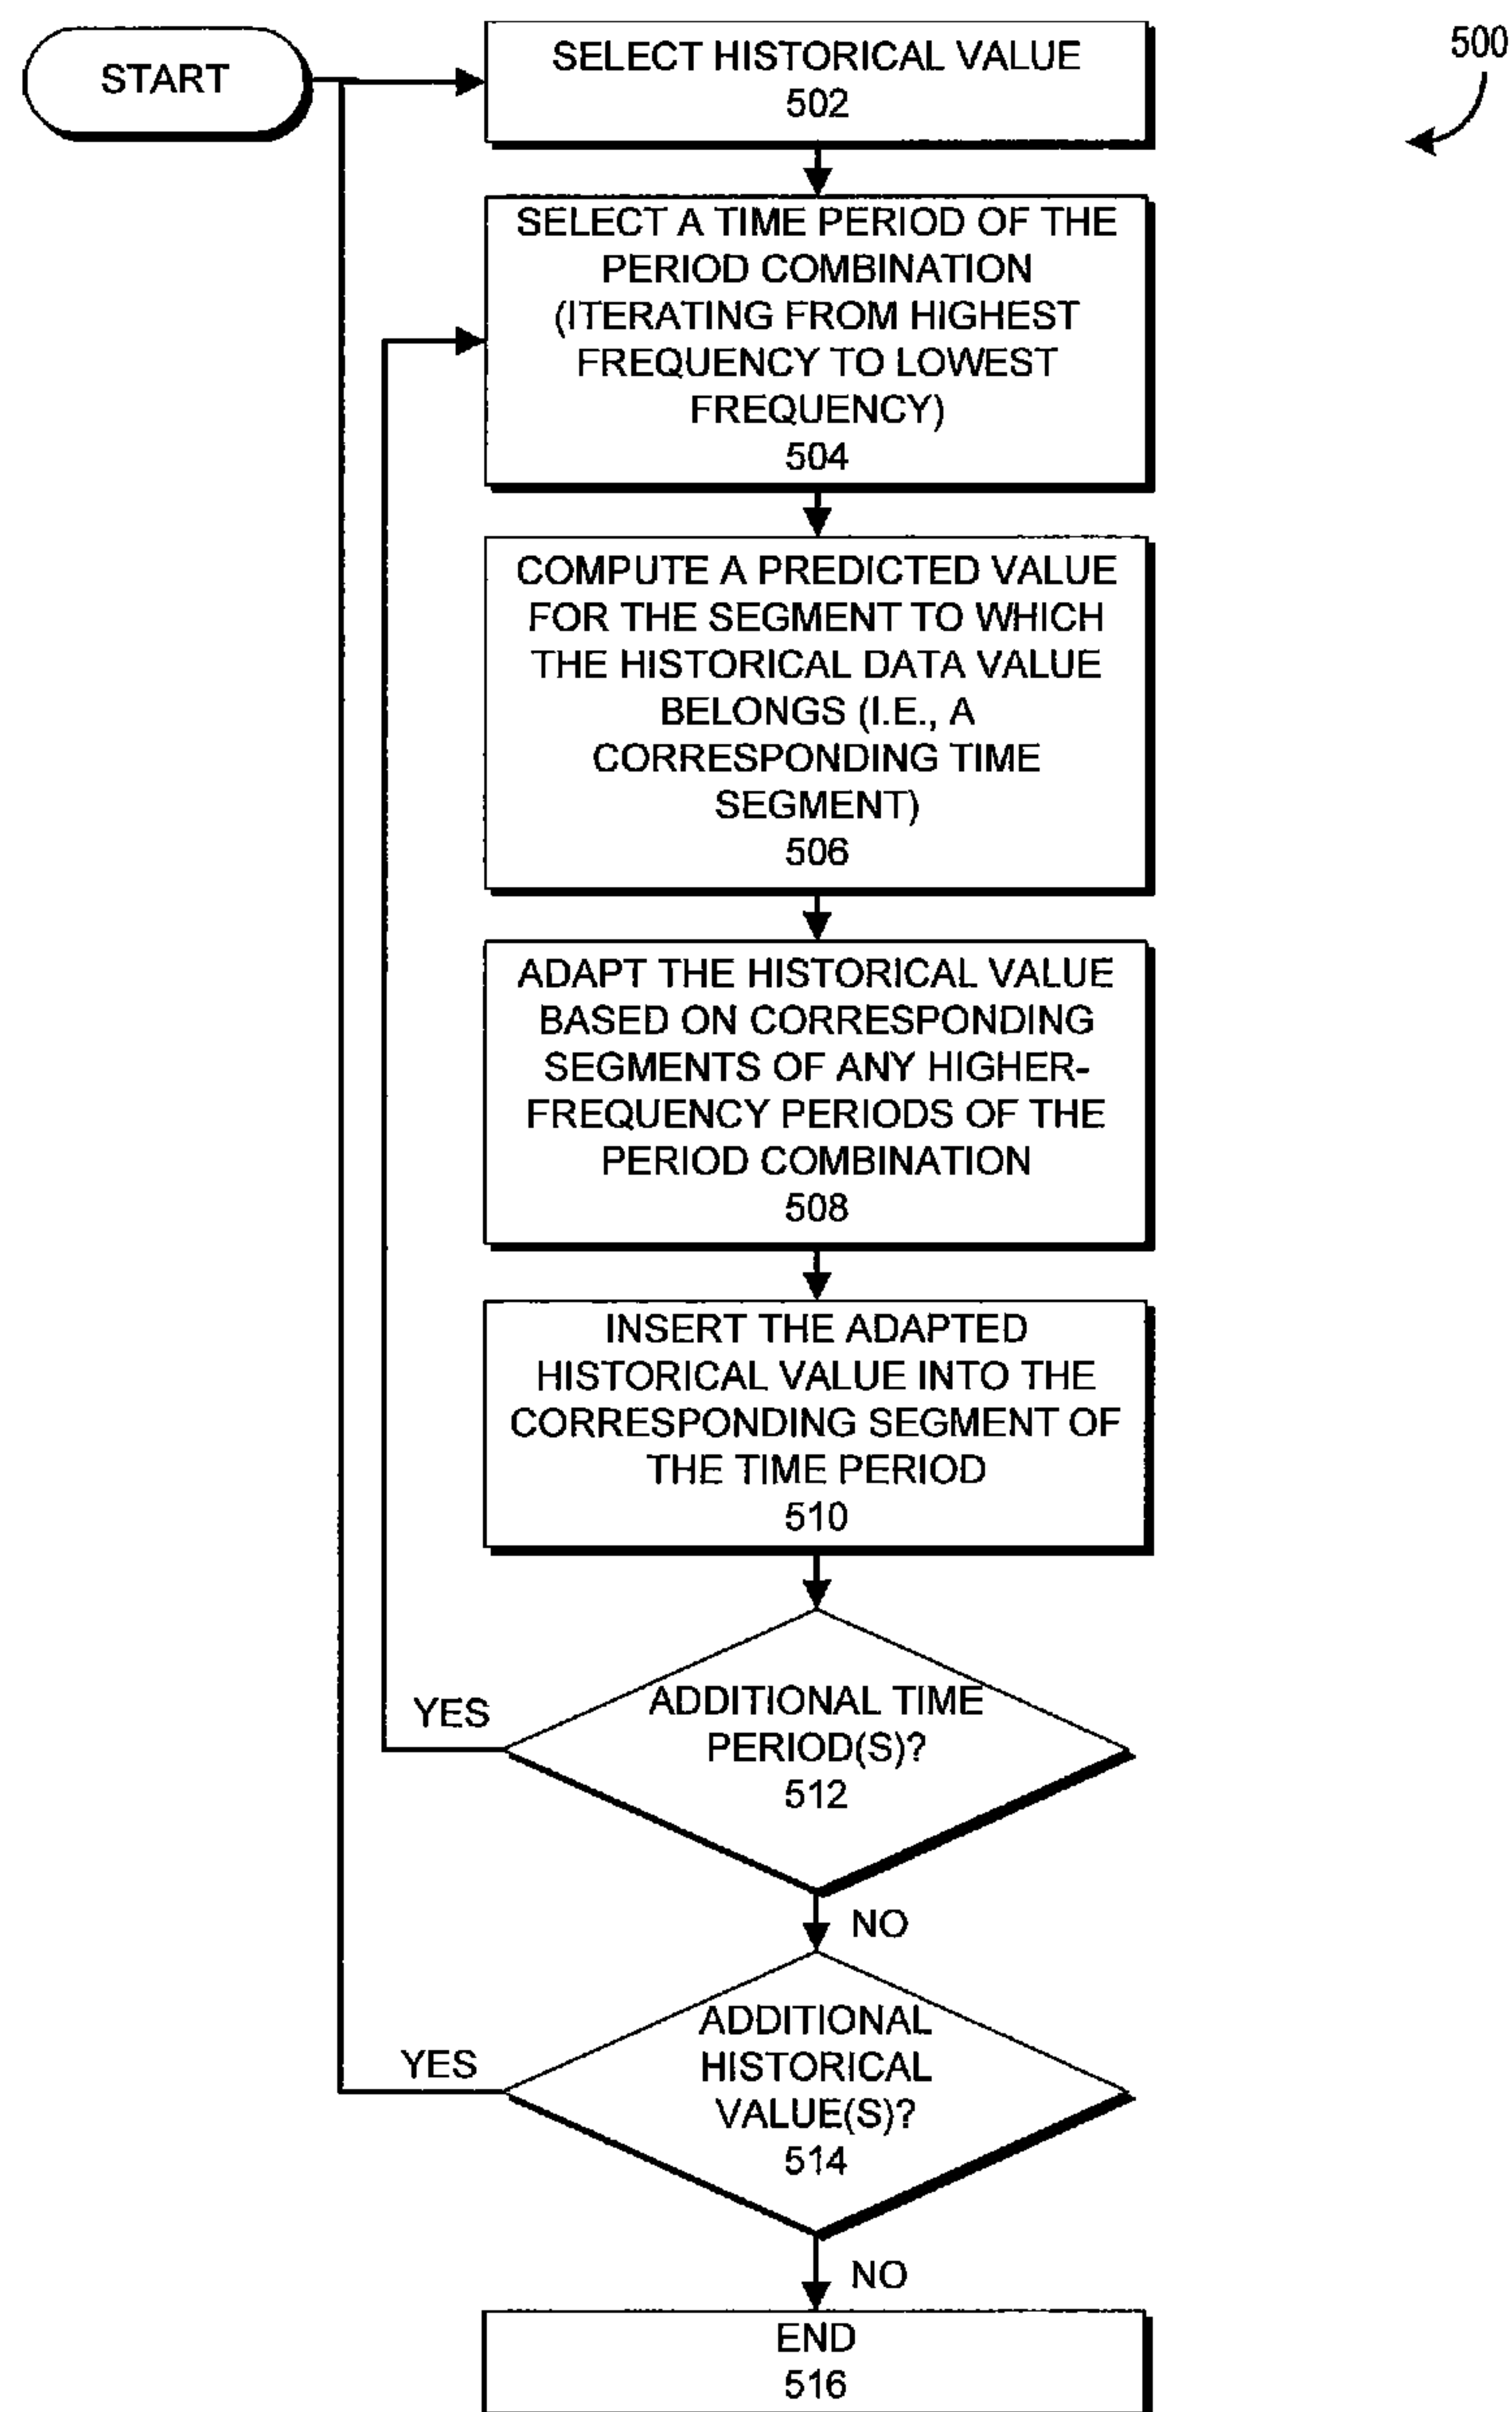 START
SELECT HISTORICAL VALUE
502
500
SELECT A TIME PERIOD OF THE
PERIOD COMBINATION
(ITERATING FROM HIGHEST
FREQUENCY TO LOWEST
FREQUENCY)
504
COMPUTE A PREDICTED VALUE
FOR THE SEGMENT TO WHICH
THE HISTORICAL DATA VALUE
BELONGS (I.E., A
CORRESPONDING TIME
SEGMENT)
506
ADAPT THE HISTORICAL VALUE
BASED ON CORRESPONDING
SEGMENTS OF ANY HIGHER-
FREQUENCY PERIODS OF THE
PERIOD COMBINATION
508
INSERT THE ADAPTED
HISTORICAL VALUE INTO THE
CORRESPONDING SEGMENT OF
THE TIME PERIOD
510
YES
ADDITIONAL TIME
PERIOD(S)?
512
NO
YES
ADDITIONAL
HISTORICAL
VALUE(S)?
514
NO
END
516